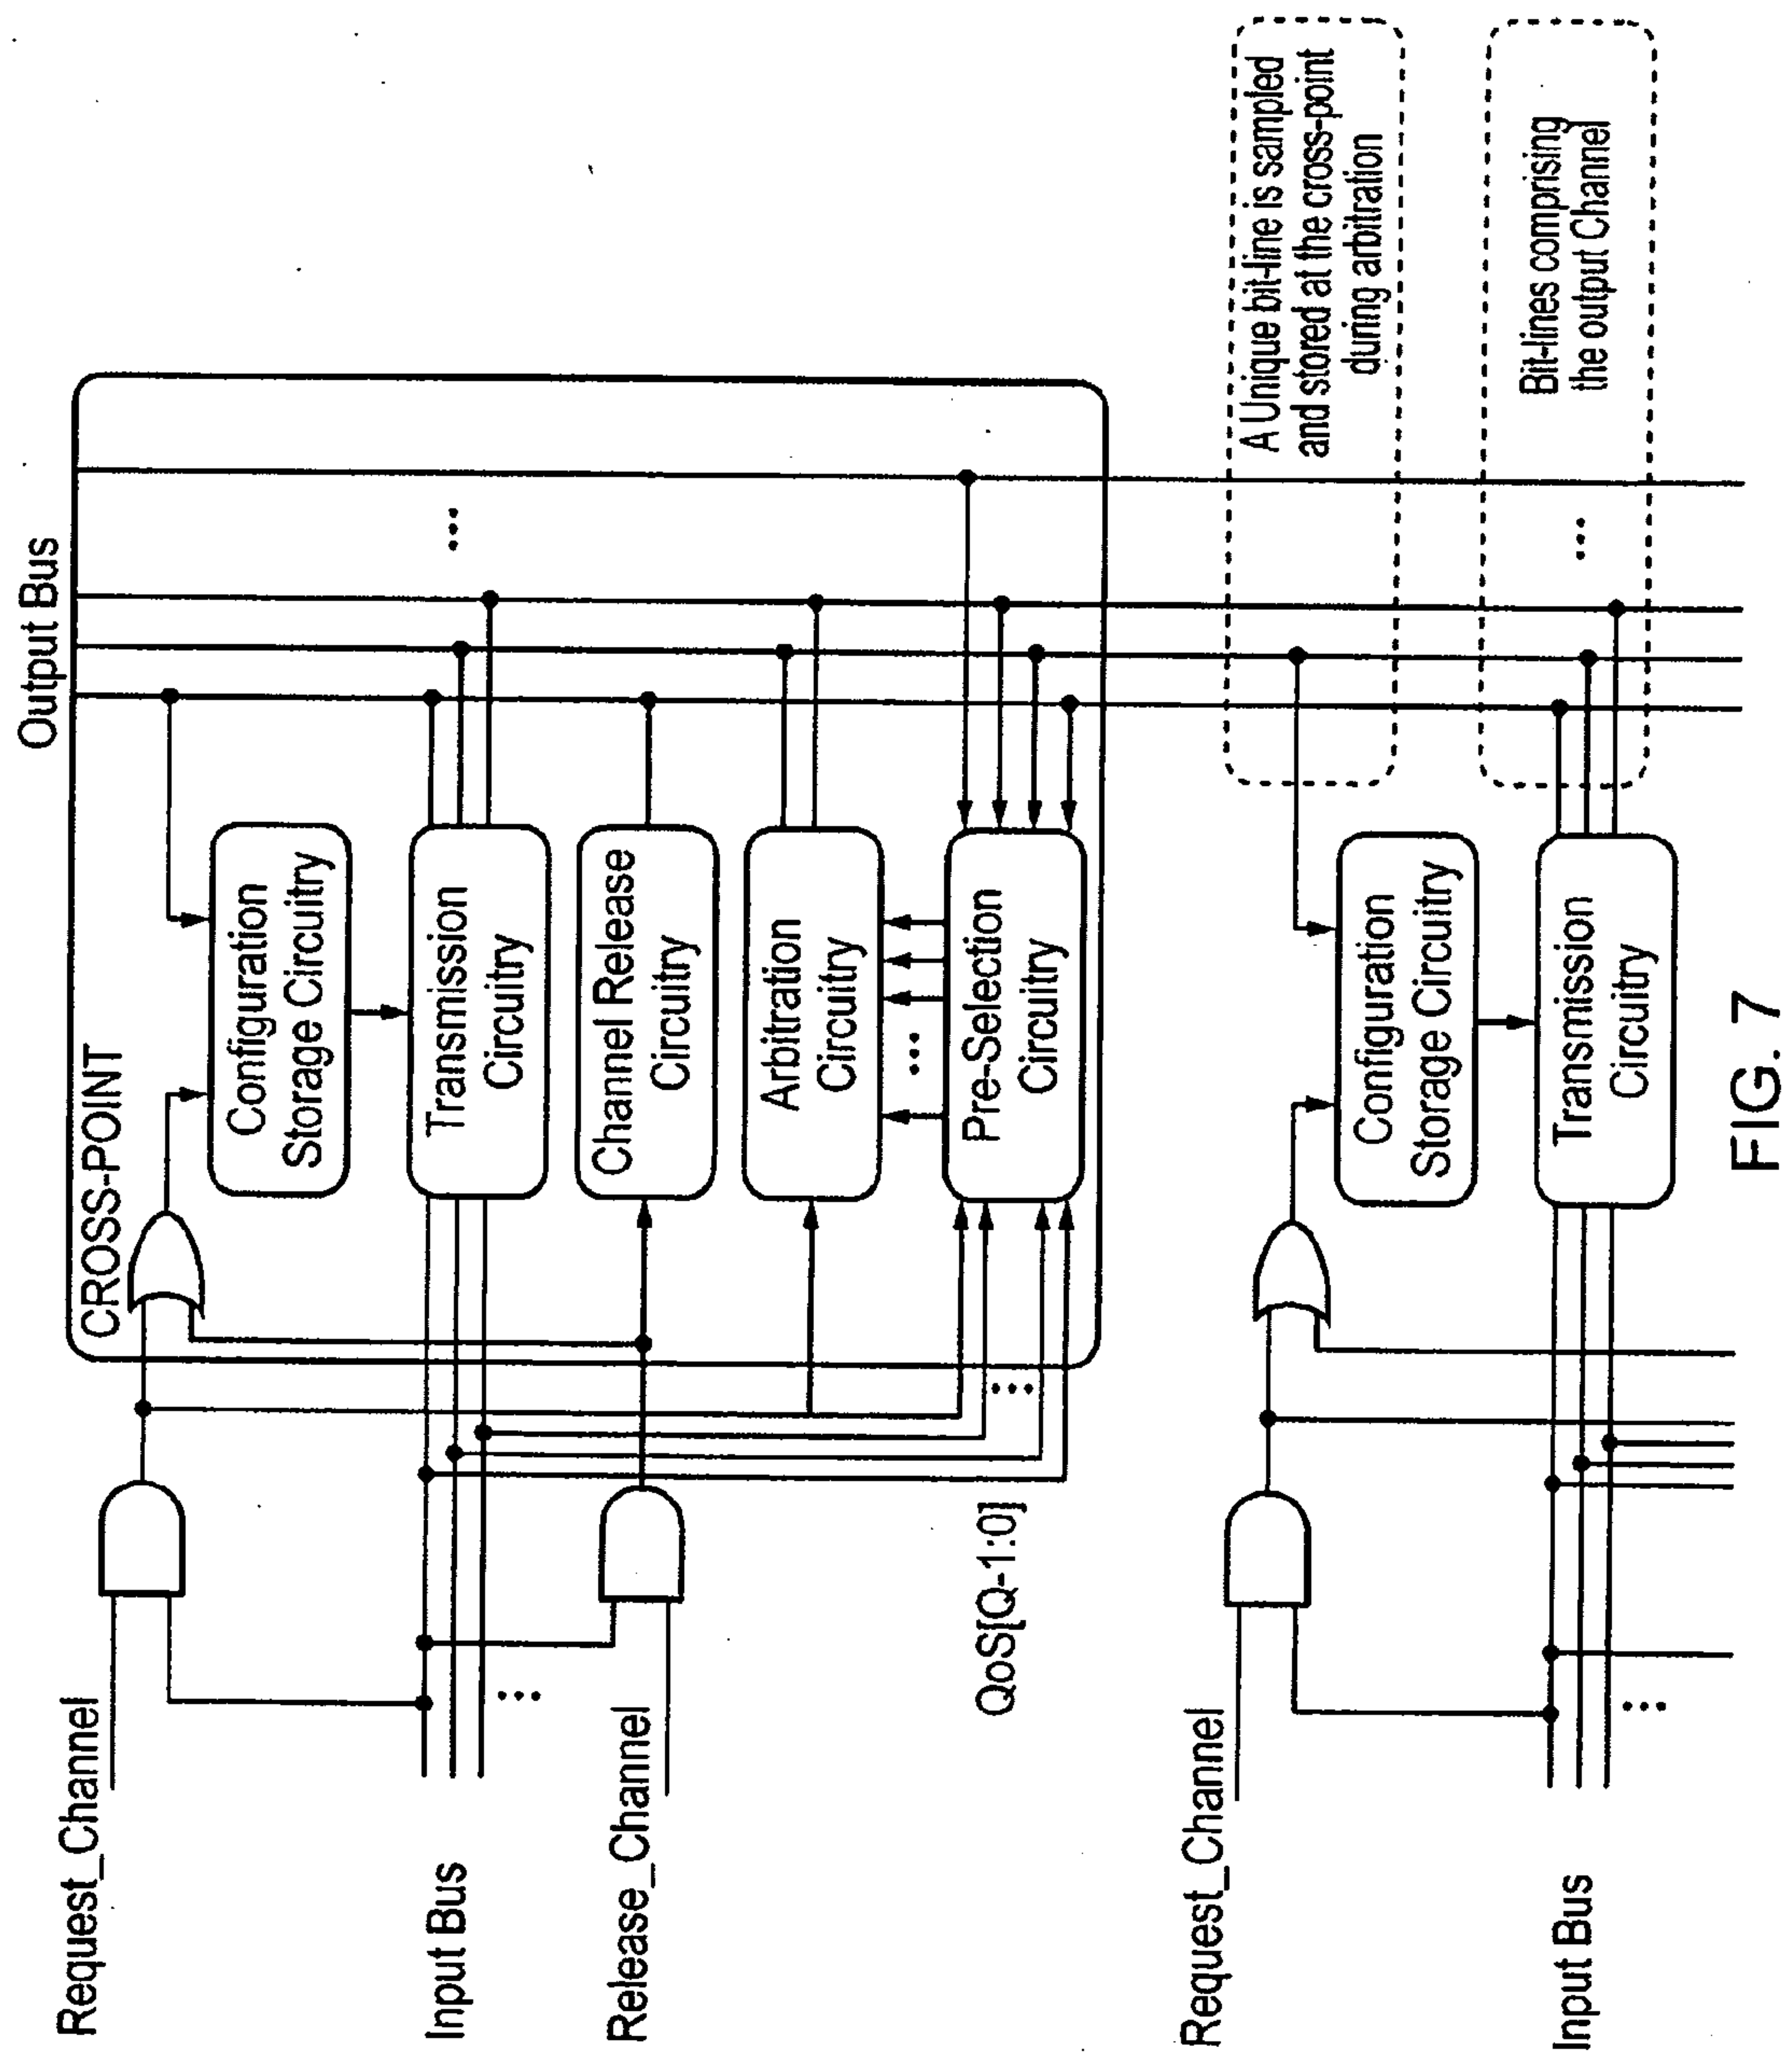 Output Bus
CROSS-POINT
Request_Channel
Configuration
Storage Circuitry
Input Bus
Transmission
Circuitry
Release_Channel
Channel Release
Circuitry
Arbitration
Circuitry
QoS[Q-1:0]
Pre-Selection
Circuitry
Request_Channel
Configuration
Storage Circuitry
A Unique bit-line is sampled
and stored at the cross-point
during arbitration
Input Bus
Transmission
Circuitry
Bit-lines comprising
the output Channel
FIG. 7